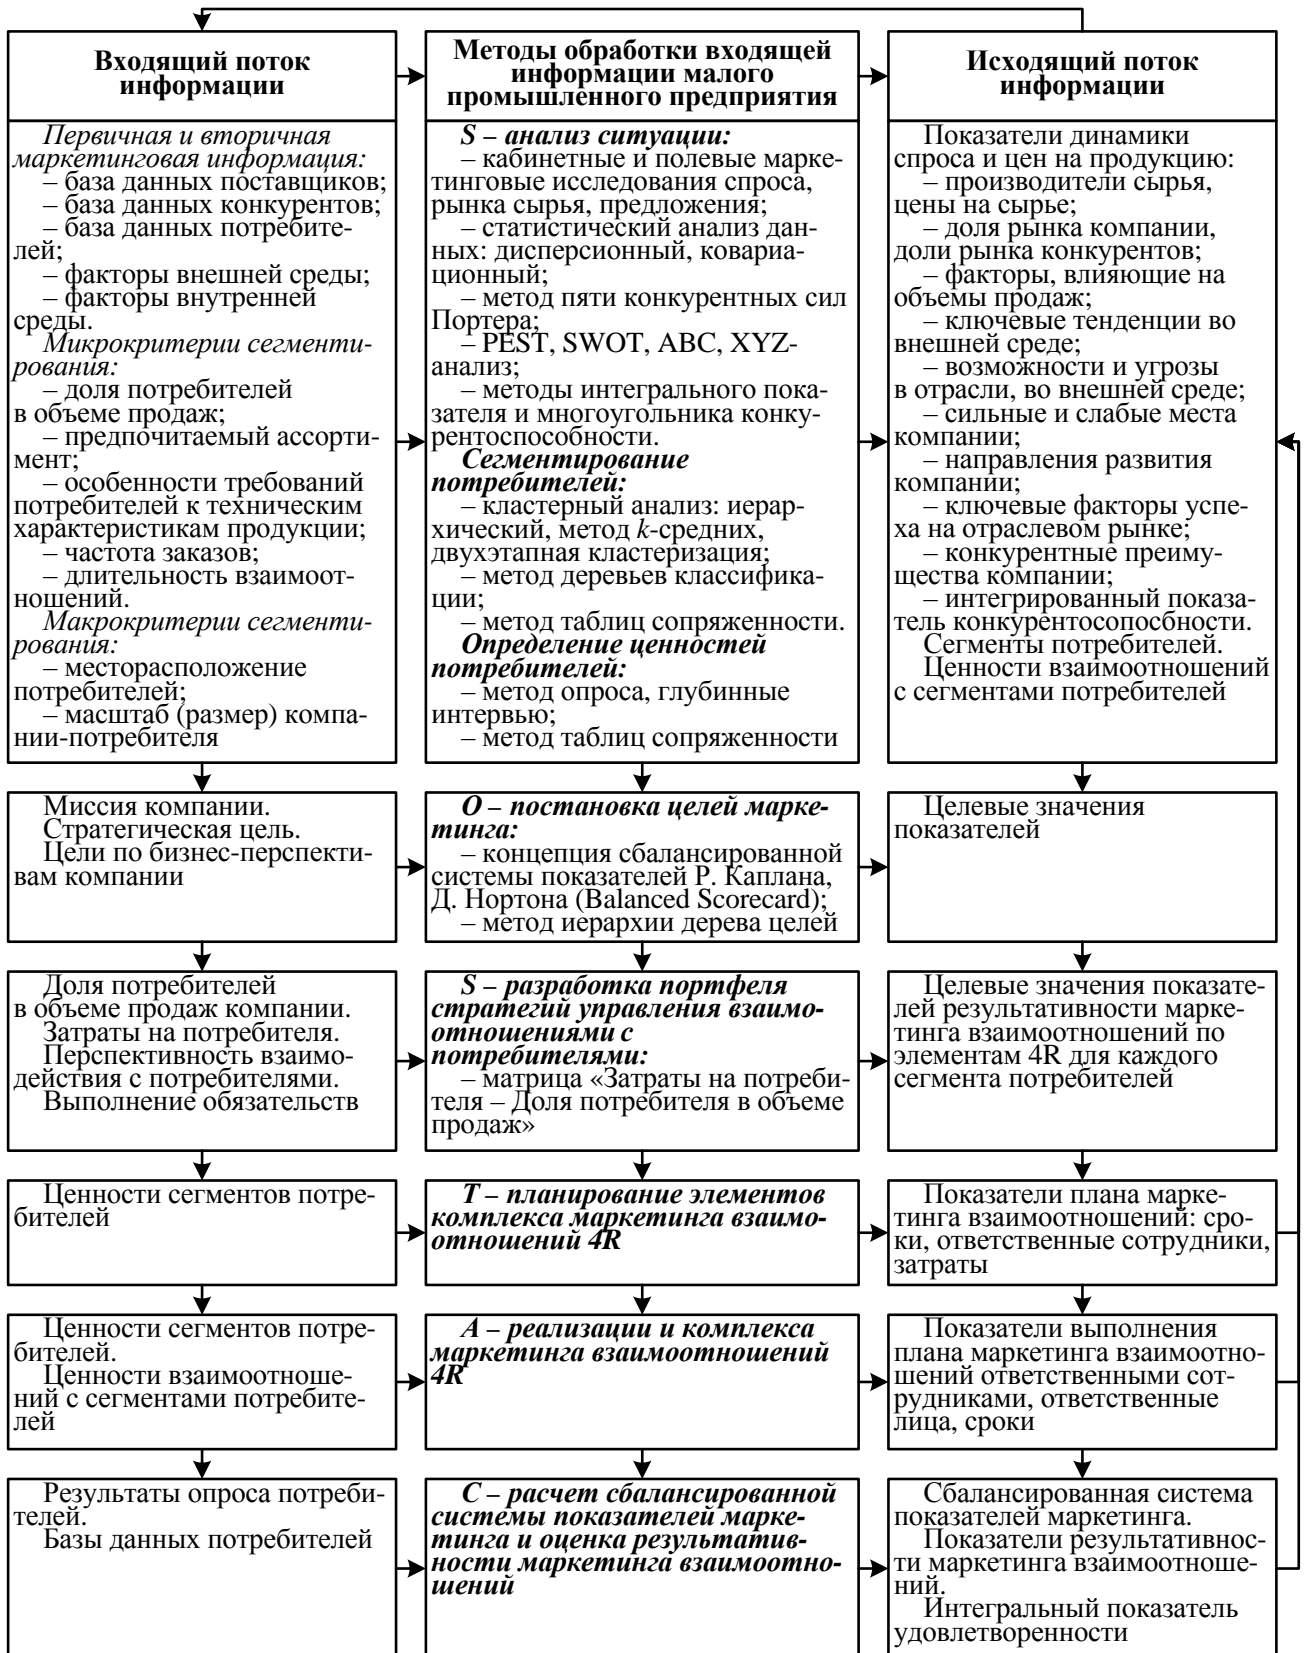 Входящий поток
информации
Методы обработки входящей
информации малого
промышленного предприятия
Исходящий поток
информации
Первичная и вторичная
маркетинговая информация:
– база данных поставщиков;
– база данных конкурентов;
– база данных потребите-
лей;
– факторы внешней среды;
– факторы внутренней
среды.
Микрокритерии сегменти-
рования:
– доля потребителей
в объеме продаж;
– предпочитаемый ассорти-
мент;
– особенности требований
потребителей к техническим
характеристикам продукции;
– частота заказов;
– длительность взаимоот-
ношений.
Макрокритерии сегменти-
рования:
– месторасположение
потребителей;
– масштаб (размер) компа-
нии-потребителя
S – анализ ситуации:
– кабинетные и полевые марке-
тинговые исследования спроса,
рынка сырья, предложения;
– статистический анализ дан-
ных: дисперсионный, ковариа-
ционный;
– метод пяти конкурентных сил
Портера;
– PEST, SWOT, ABC, XYZ-
анализ;
– методы интегрального пока-
зателя и многоугольника конку-
рентоспособности.
Сегментирование
потребителей:
– кластерный анализ: иерар-
хический, метод k-средних,
двухэтапная кластеризация;
– метод деревьев классифика-
ции;
– метод таблиц сопряженности.
Определение ценностей
потребителей:
– метод опроса, глубинные
интервью;
– метод таблиц сопряженности
Показатели динамики
спроса и цен на продукцию:
– производители сырья,
цены на сырье;
– доля рынка компании,
доли рынка конкурентов;
– факторы, влияющие на
объемы продаж;
– ключевые тенденции во
внешней среде;
– возможности и угрозы
в отрасли, во внешней среде;
– сильные и слабые места
компании;
– направления развития
компании;
– ключевые факторы успе-
ха на отраслевом рынке;
– конкурентные преиму-
щества компании;
– интегрированный показа-
тель конкурентосопосбности.
Сегменты потребителей.
Ценности взаимоотношений
с сегментами потребителей
Миссия компании.
Стратегическая цель.
Цели по бизнес-перспекти-
вам компании
О – постановка целей марке-
тинга:
– концепция сбалансированной
системы показателей Р. Каплана,
Д. Нортона (Balanced Scorecard);
– метод иерархии дерева целей
Целевые значения
показателей
Доля потребителей
в объеме продаж компании.
Затраты на потребителя.
Перспективность взаимо-
действия с потребителями.
Выполнение обязательств
S – разработка портфеля
стратегий управления взаимо-
отношениями с
потребителями:
– матрица «Затраты на потреби-
теля – Доля потребителя в объеме
продаж»
Целевые значения показате-
лей результативности марке-
тинга взаимоотношений по
элементам 4R для каждого
сегмента потребителей
Ценности сегментов потре-
бителей
Т – планирование элементов
комплекса маркетинга взаимо-
отношений 4R
Показатели плана марке-
тинга взаимоотношений: сро-
ки, ответственные сотрудники,
затраты
Ценности сегментов потре-
бителей.
Ценности взаимоотноше-
ний с сегментами потребите-
лей
А – реализации и комплекса
маркетинга взаимоотношений
4R
Показатели выполнения
плана маркетинга взаимоотно-
шений ответственными сот-
рудниками, ответственные
лица, сроки
Результаты опроса потреби-
телей.
Базы данных потребителей
С – расчет сбалансированной
системы показателей марке-
тинга и оценка результатив-
ности маркетинга взаимоотно-
шений
Сбалансированная система
показателей маркетинга.
Показатели результативнос-
ти маркетинга взаимоотноше-
ний.
Интегральный показатель
удовлетворенности